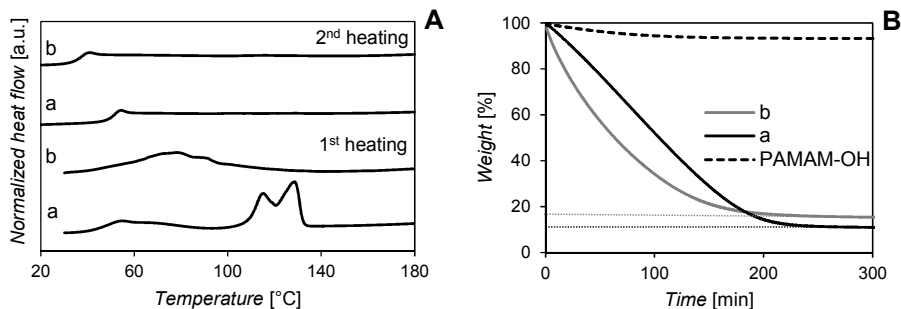 A
Normalized heat flow [a.u.]
b
2nd heating
a
b
1st heating
a
20
60
100
140
180
Temperature [°C]
B
Weight [%]
100
80
60
40
20
0
b
a
PAMAM-OH
0
100
200
300
Time [min]